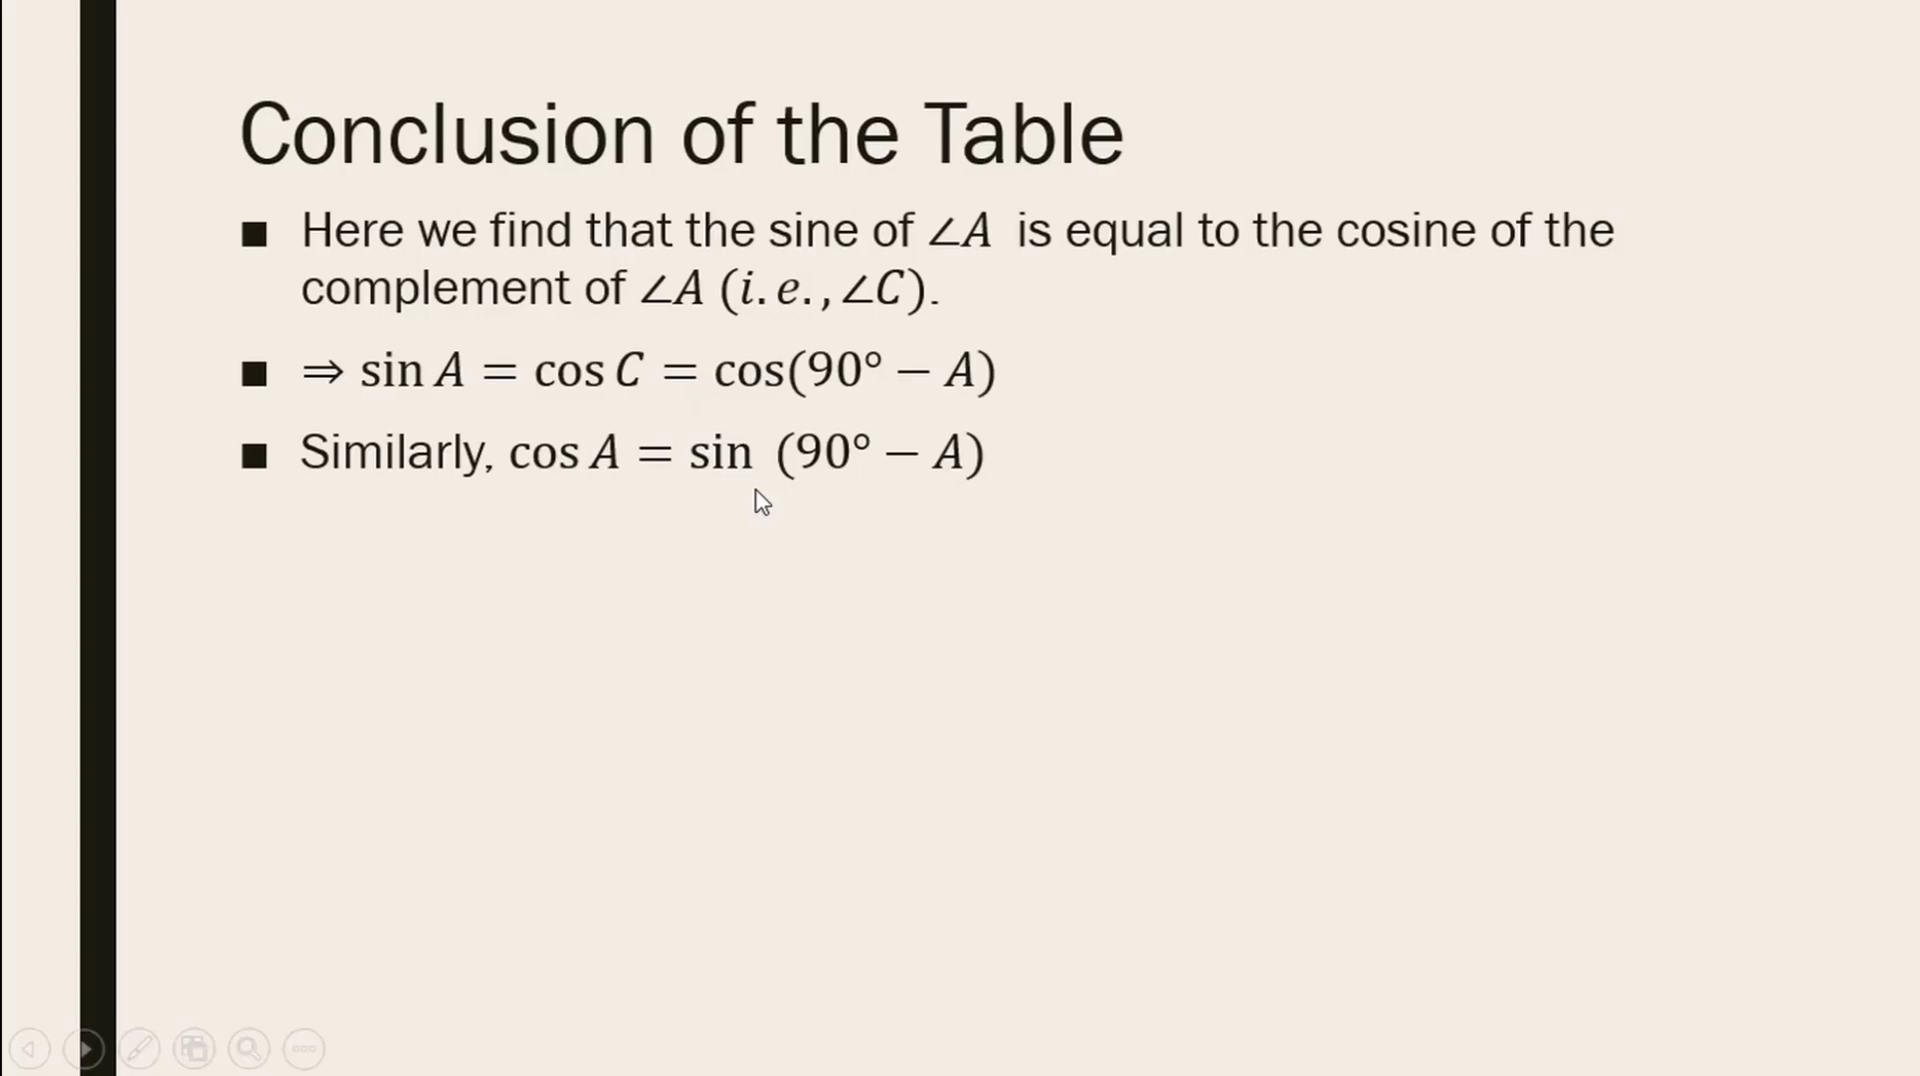 Conclusion of the Table
■ Here we find that the sine of ∠A is equal to the cosine of the
complement of ∠A (i.e.,∠C).
■ ⇒ sin A = cos C = cos(90° − A)
■ Similarly, cos A = sin (90° − A)